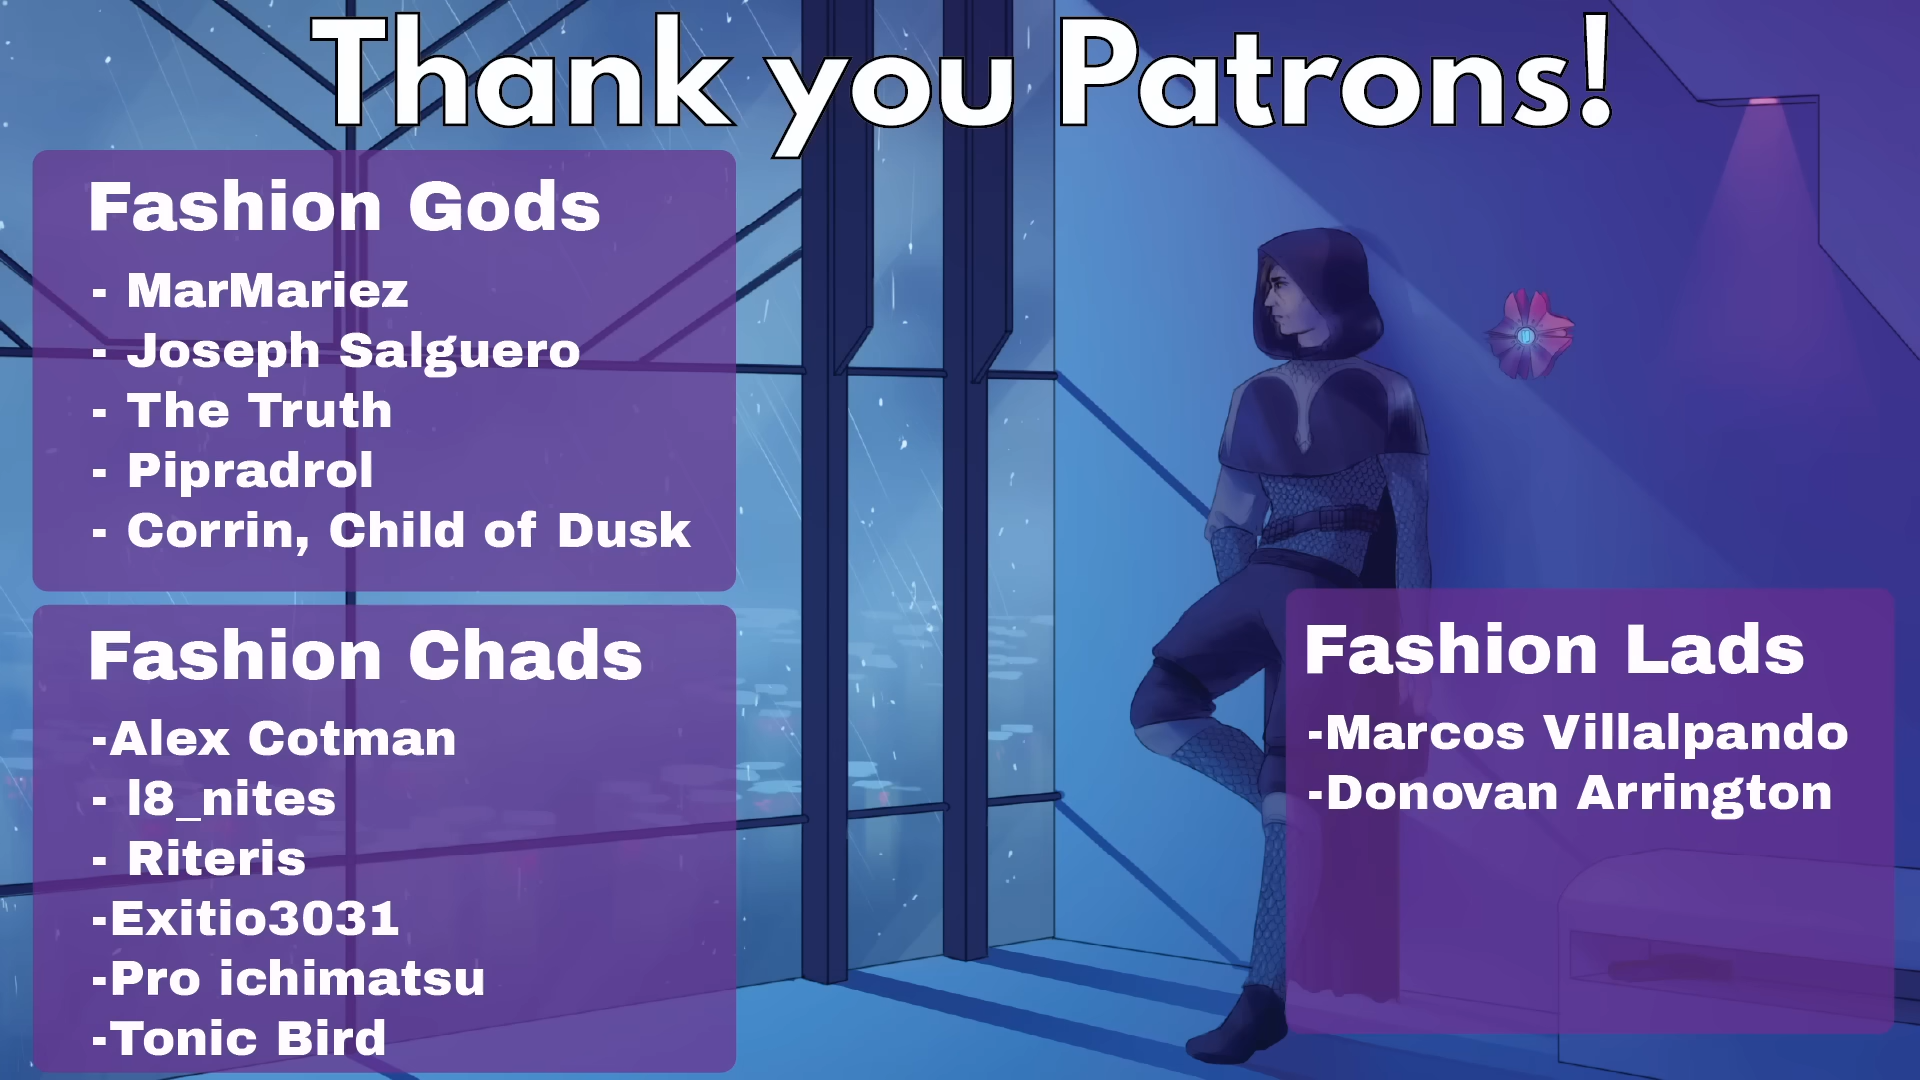 Thank you Patrons!
Fashion Gods
- MarMariez
- Joseph Salguero
- The Truth
- Pipradrol
- Corrin, Child of Dusk
Fashion Chads
-Alex Cotman
- l8_nites
- Riteris
-Exitio3031
-Pro ichimatsu
-Tonic Bird
Fashion Lads
-Marcos Villalpando
-Donovan Arrington